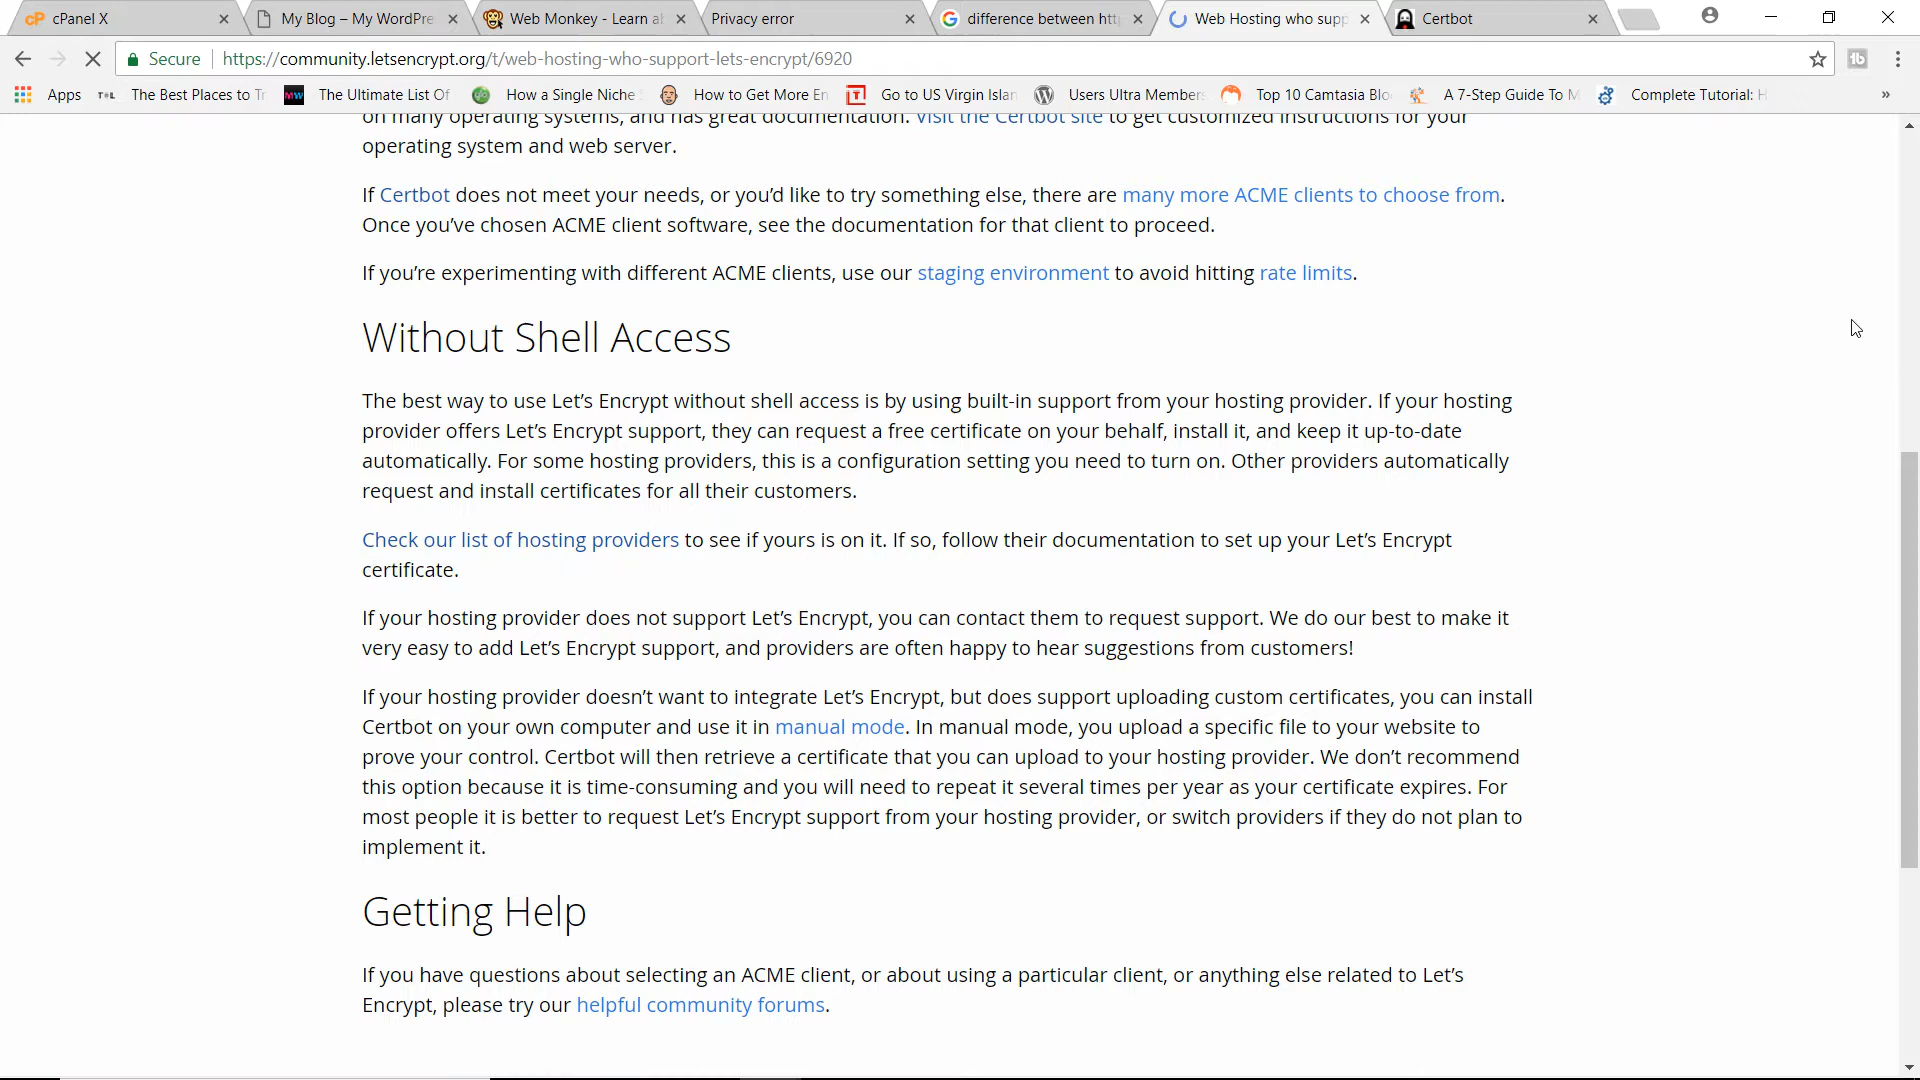 cPanel X
My Blog – My WordPre
Web Monkey - Learn a
Privacy error
difference between htt
Web Hosting who supp
Certbot
Secure
https://community.letsencrypt.org/t/web-hosting-who-support-lets-encrypt/6920
Apps
The Best Places to Tr
The Ultimate List Of
How a Single Niche
How to Get More En
Go to US Virgin Islan
Users Ultra Members
Top 10 Camtasia Blo
A 7-Step Guide To M
Complete Tutorial: H
on many operating systems, and has great documentation. Visit the Certbot site to get customized instructions for your
operating system and web server.
If Certbot does not meet your needs, or you’d like to try something else, there are many more ACME clients to choose from.
Once you’ve chosen ACME client software, see the documentation for that client to proceed.
If you’re experimenting with different ACME clients, use our staging environment to avoid hitting rate limits.
Without Shell Access
The best way to use Let’s Encrypt without shell access is by using built-in support from your hosting provider. If your hosting
provider offers Let’s Encrypt support, they can request a free certificate on your behalf, install it, and keep it up-to-date
automatically. For some hosting providers, this is a configuration setting you need to turn on. Other providers automatically
request and install certificates for all their customers.
Check our list of hosting providers to see if yours is on it. If so, follow their documentation to set up your Let’s Encrypt
certificate.
If your hosting provider does not support Let’s Encrypt, you can contact them to request support. We do our best to make it
very easy to add Let’s Encrypt support, and providers are often happy to hear suggestions from customers!
If your hosting provider doesn’t want to integrate Let’s Encrypt, but does support uploading custom certificates, you can install
Certbot on your own computer and use it in manual mode. In manual mode, you upload a specific file to your website to
prove your control. Certbot will then retrieve a certificate that you can upload to your hosting provider. We don’t recommend
this option because it is time-consuming and you will need to repeat it several times per year as your certificate expires. For
most people it is better to request Let’s Encrypt support from your hosting provider, or switch providers if they do not plan to
implement it.
Getting Help
If you have questions about selecting an ACME client, or about using a particular client, or anything else related to Let’s
Encrypt, please try our helpful community forums.